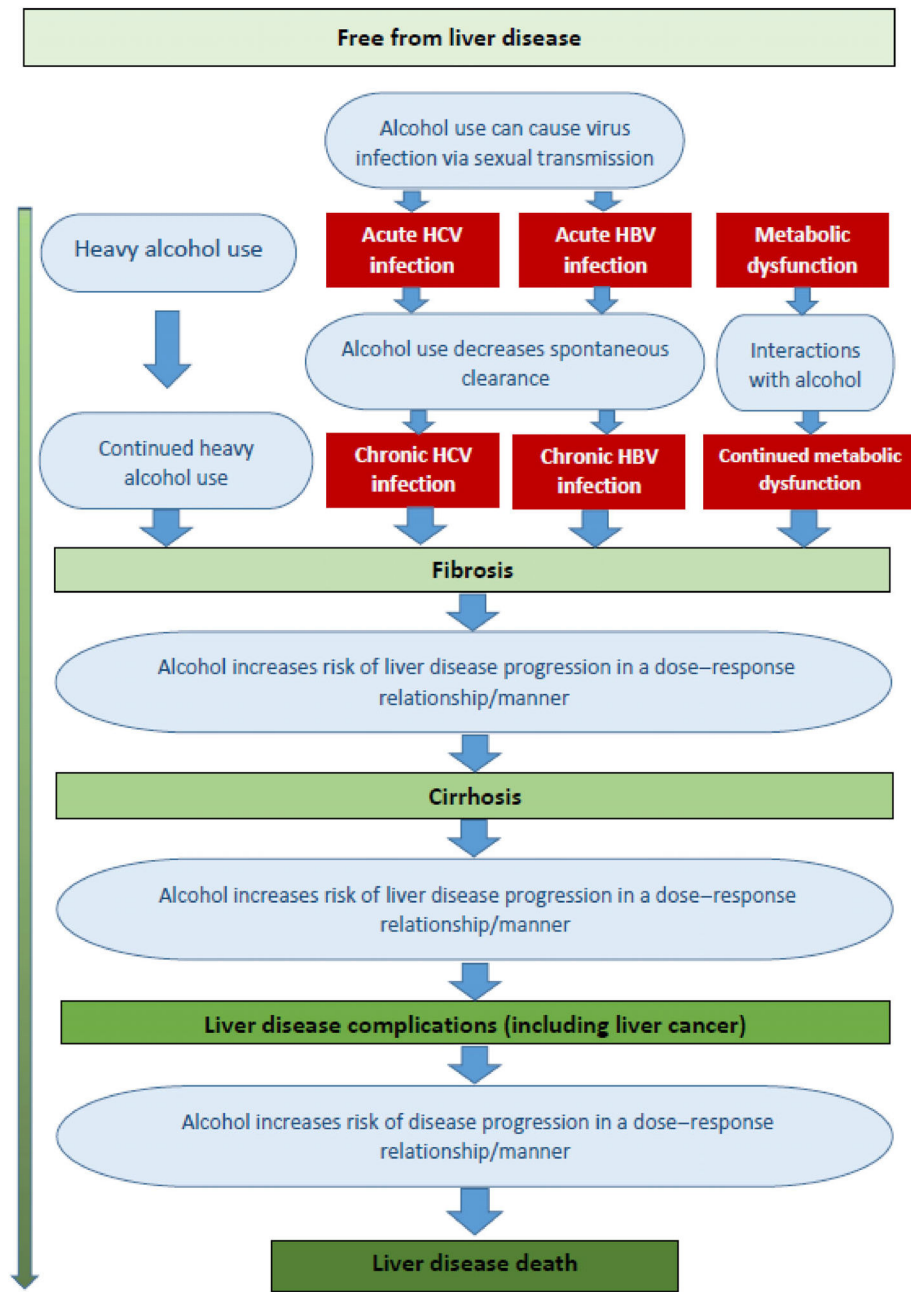 Free from liver disease
Alcohol use can cause virus
infection via sexual transmission
Heavy alcohol use
Acute HCV
infection
Acute HBV
infection
Metabolic
dysfunction
Alcohol use decreases spontaneous
clearance
Interactions
with alcohol
Continued heavy
alcohol use
Chronic HCV
infection
Chronic HBV
infection
Continued metabolic
dysfunction
Fibrosis
Alcohol increases risk of liver disease progression in a dose–response
relationship/manner
Cirrhosis
Alcohol increases risk of liver disease progression in a dose–response
relationship/manner
Liver disease complications (including liver cancer)
Alcohol increases risk of disease progression in a dose–response
relationship/manner
Liver disease death